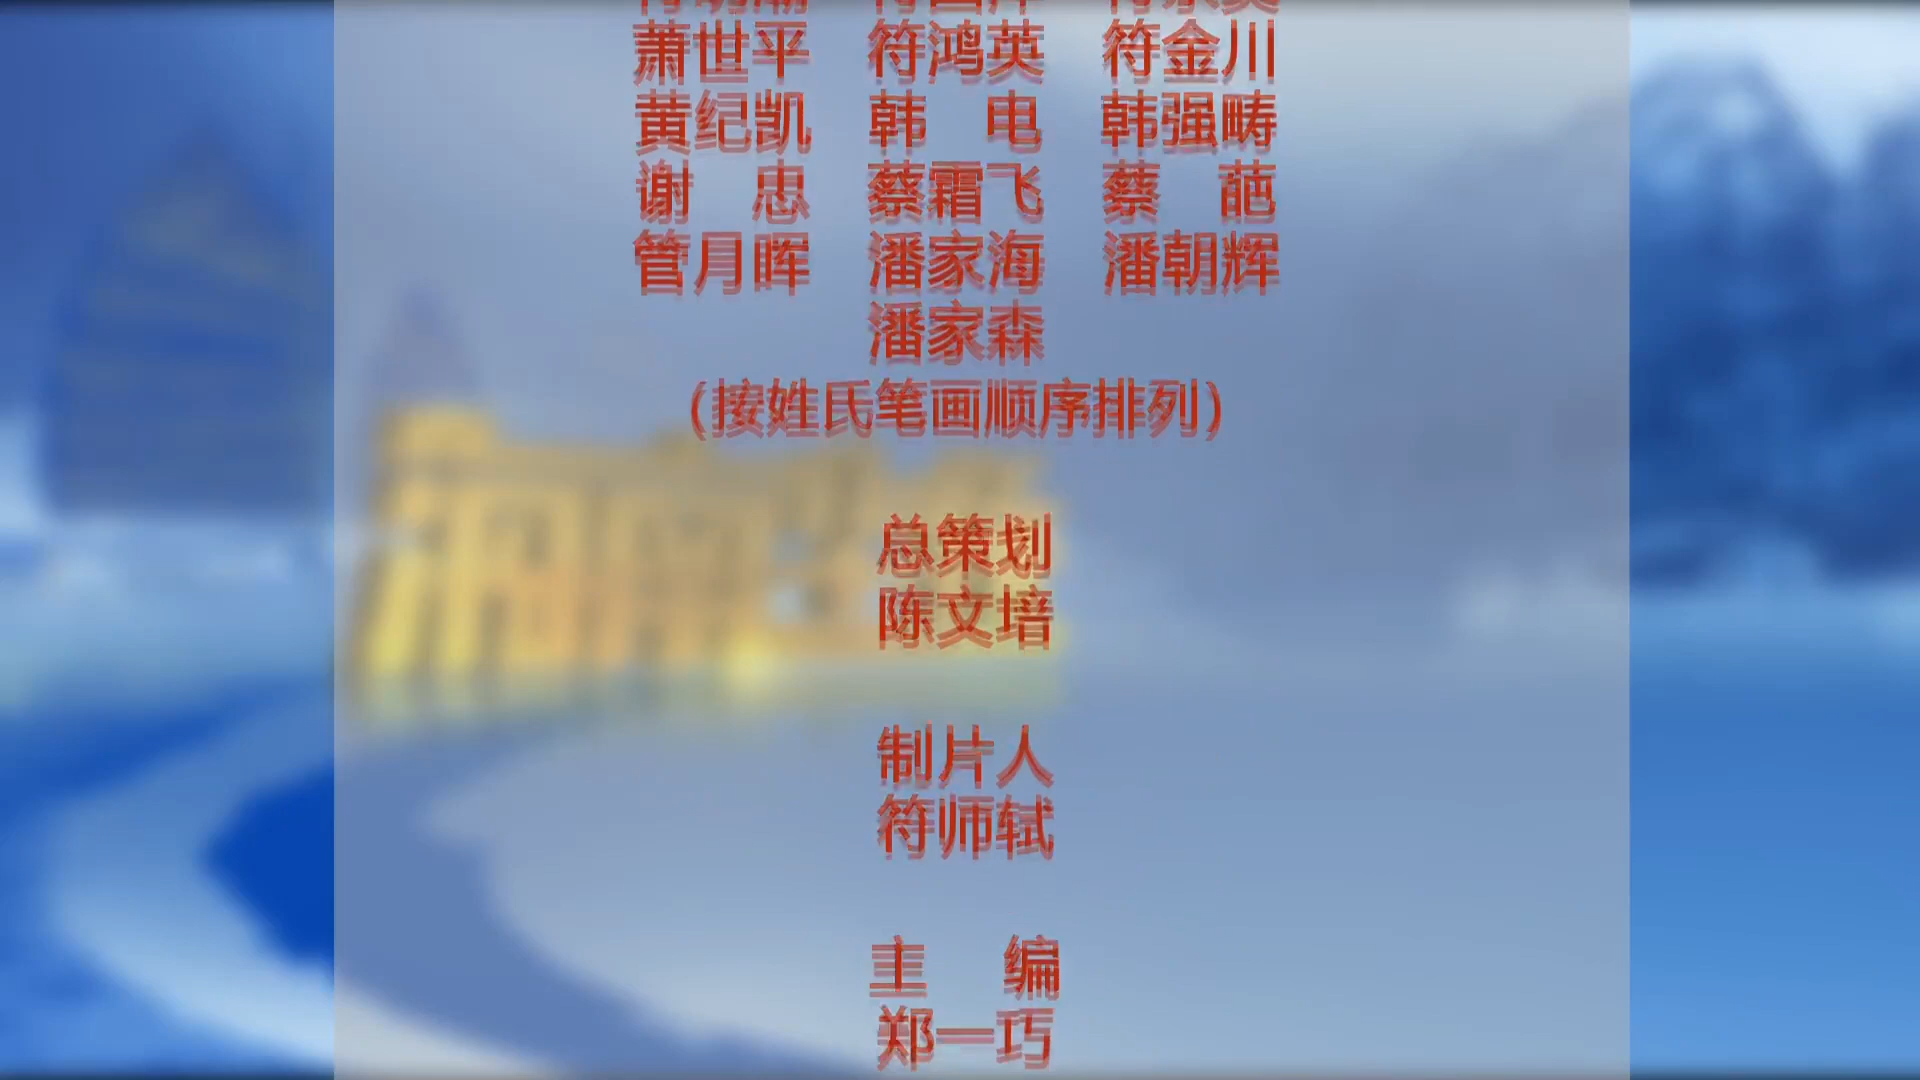 萧世平 符鸿英 符金川
黄纪凯 韩 电 韩强畴
谢 忠 蔡霜飞 蔡 葩
管月晖 潘家海 潘朝辉
潘家森
(按姓氏笔画顺序排列)
总策划
陈文培
制片人
符师轼
主 编
郑一巧